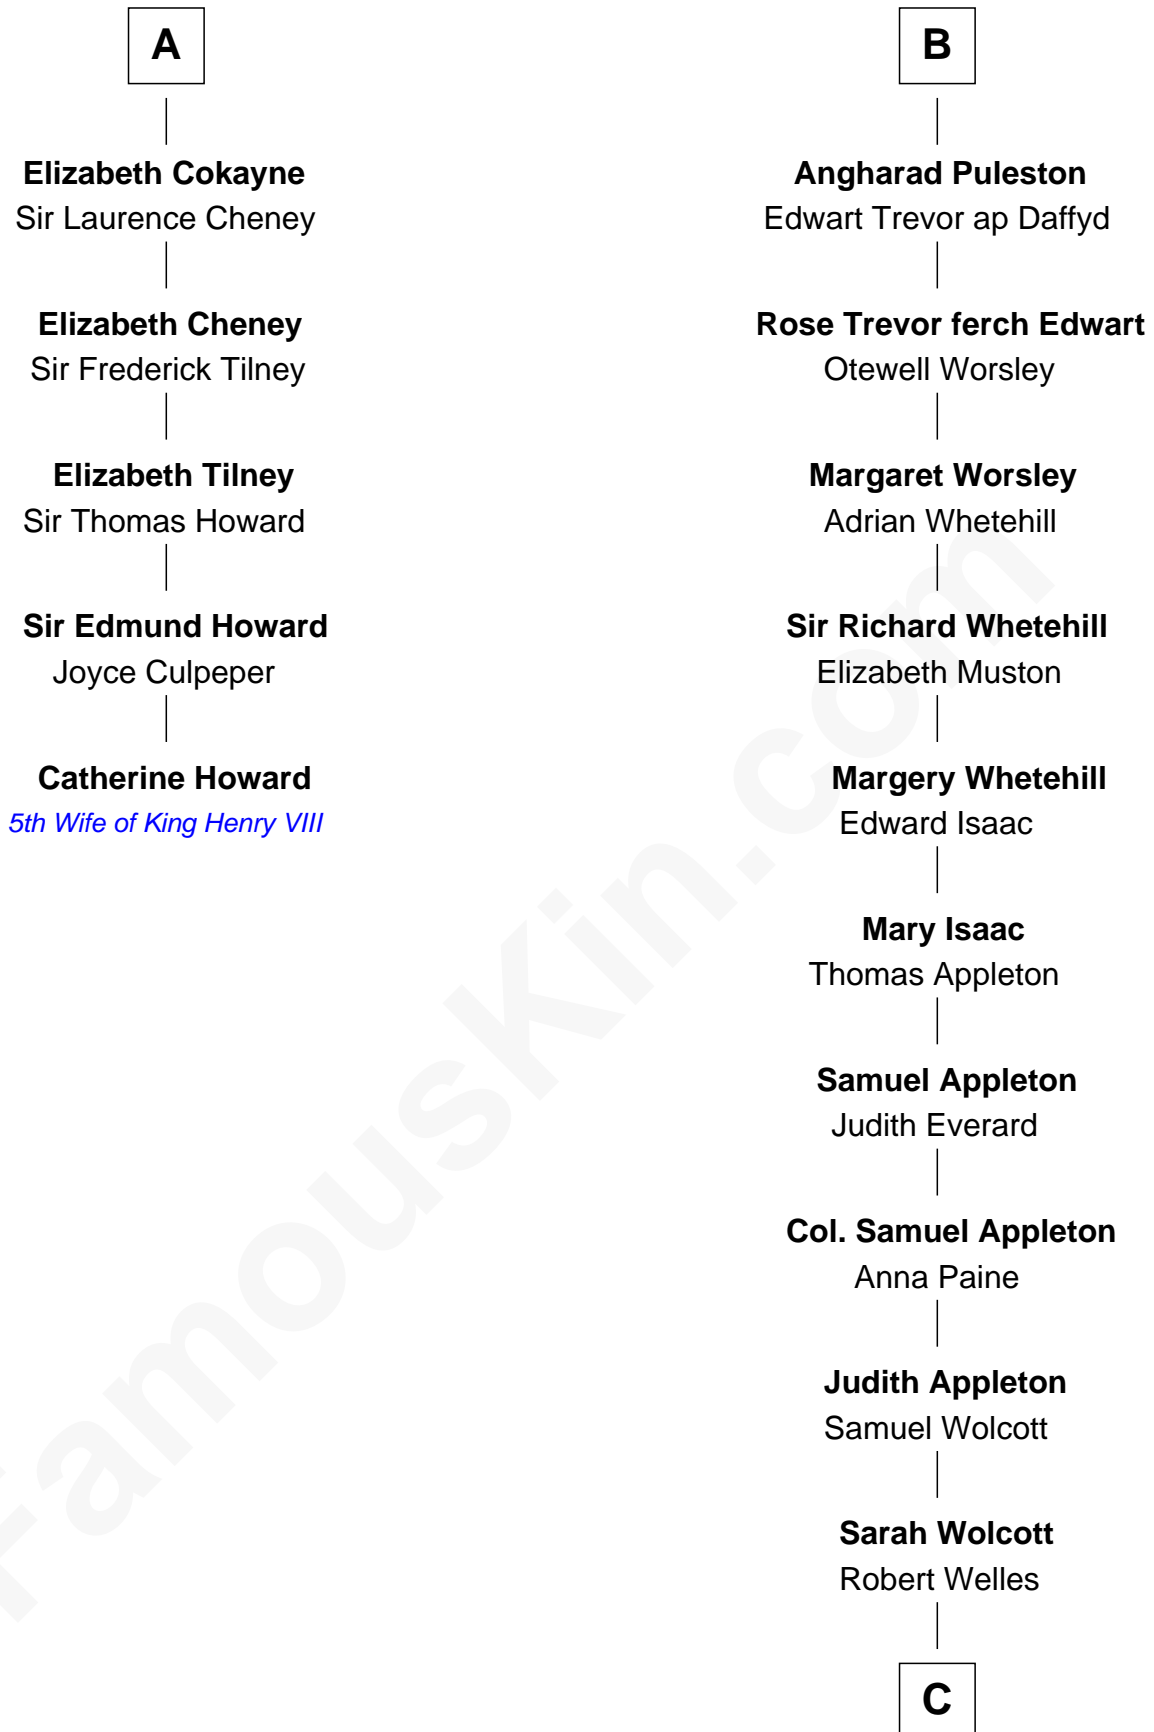 A
Elizabeth Cokayne
Sir Laurence Cheney
Elizabeth Cheney
Sir Frederick Tilney
Elizabeth Tilney
Sir Thomas Howard
Sir Edmund Howard
Joyce Culpeper
Catherine Howard
5th Wife of King Henry VIII
B
Angharad Puleston
Edwart Trevor ap Daffyd
Rose Trevor ferch Edwart
Otewell Worsley
Margaret Worsley
Adrian Whetehill
Sir Richard Whetehill
Elizabeth Muston
Margery Whetehill
Edward Isaac
Mary Isaac
Thomas Appleton
Samuel Appleton
Judith Everard
Col. Samuel Appleton
Anna Paine
Judith Appleton
Samuel Wolcott
Sarah Wolcott
Robert Welles
C
FamousKin.com